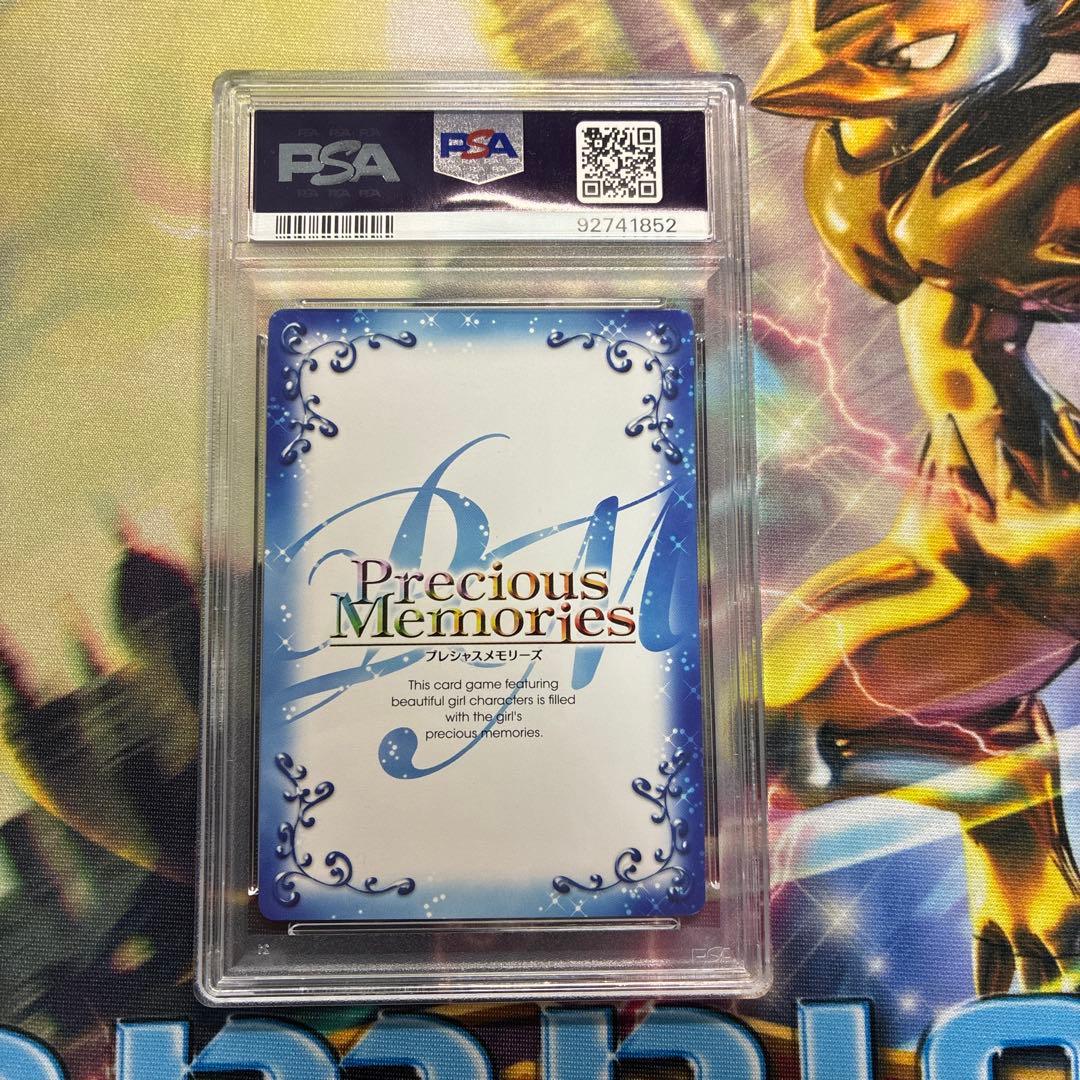 PSA
PSA
92741852
Precious
Memories
プレシャスメモリーズ
This card game featuring
beautiful girl characters is filled
with the girl's
precious memories.
PSA